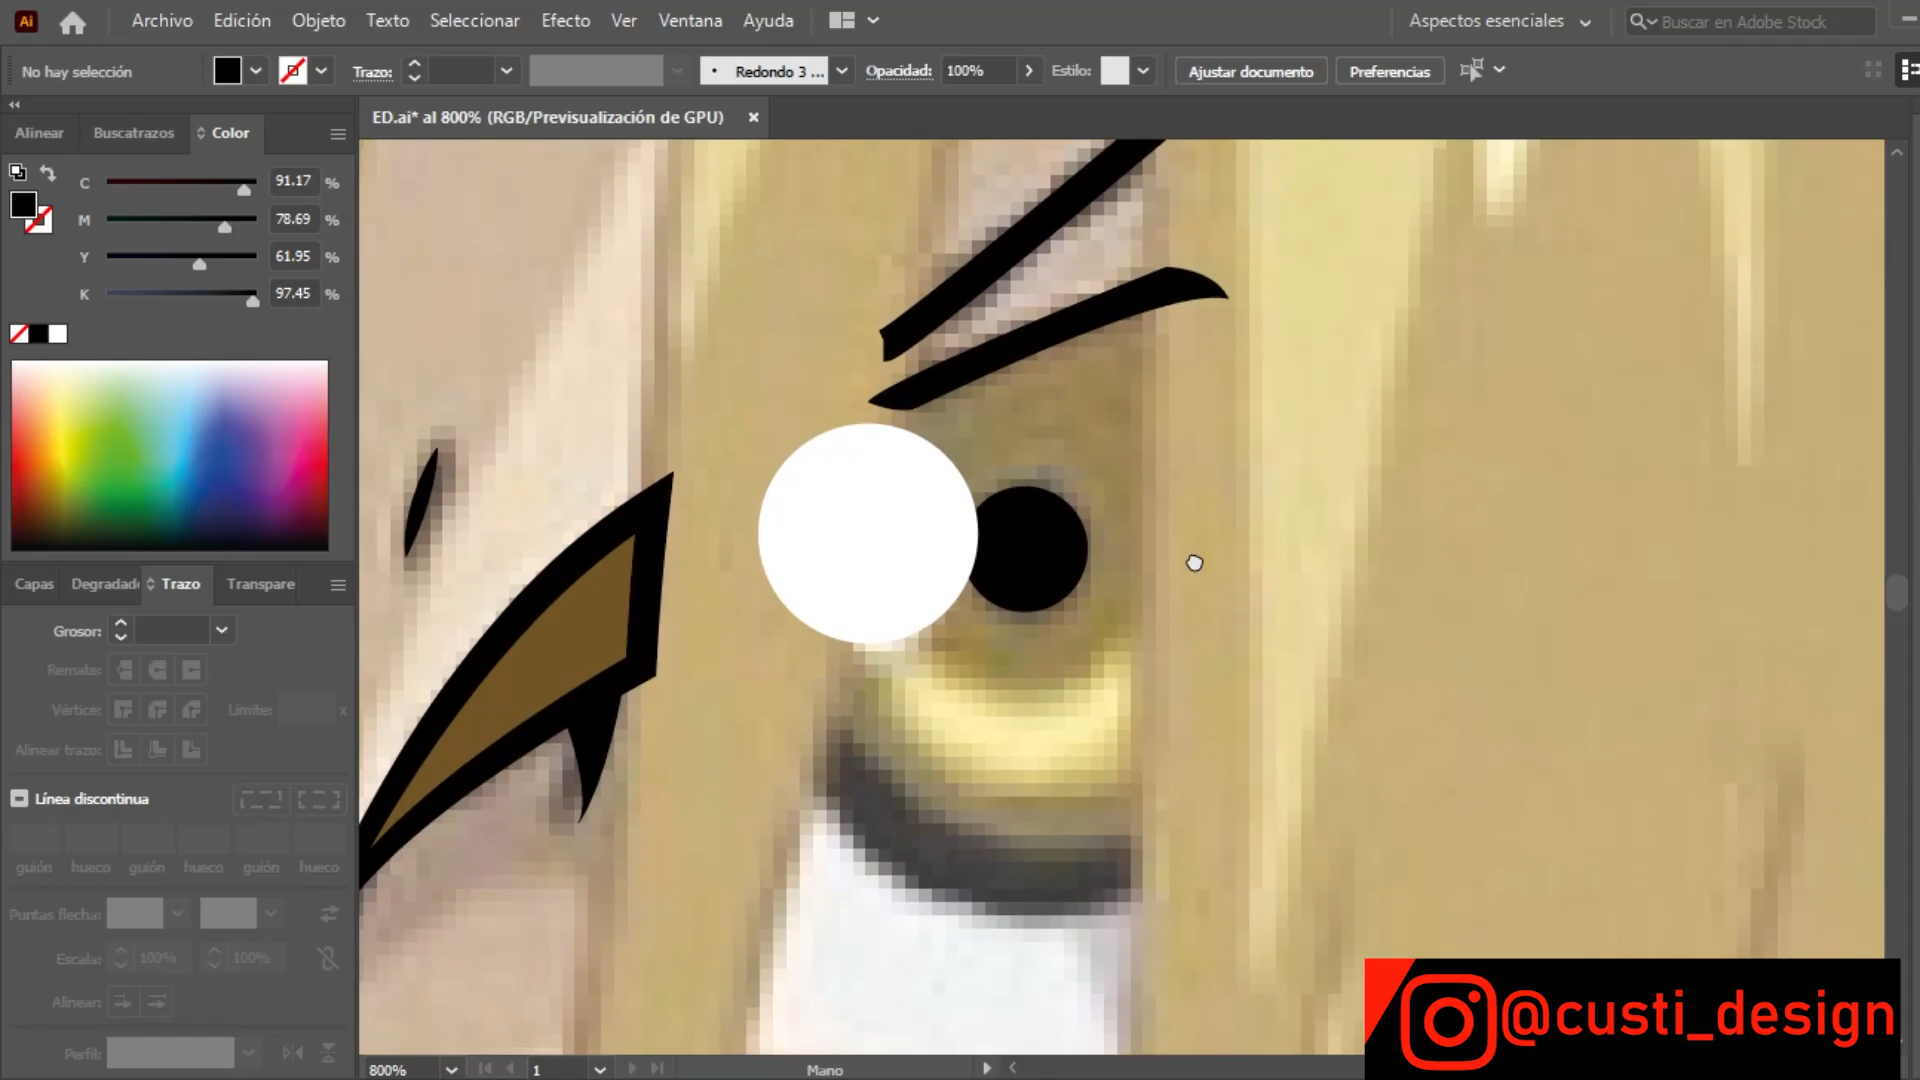 Ai
Archivo Edición Objeto Texto Seleccionar Efecto Ver Ventana Ayuda
Aspectos esenciales
Buscar en Adobe Stock
No hay selección
Trazo:
Redondo 3 ...
Opacidad: 100%
Estilo:
Ajustar documento
Preferencias
Alinear Buscatrazos Color
ED.ai* al 800% (RGB/Previsualización de GPU)
C 91.17 %
M 78.69 %
Y 61.95 %
K 97.45 %
Capas Degradado Trazo Transpare
Grosor:
Remate:
Vértice: Límite: x
Alinear trazo:
Línea discontinua
guión hueco guión hueco guión hueco
Puntas flecha:
Escala: 100% 100%
Alinear:
Perfil:
800% 1 Mano
@custi_design